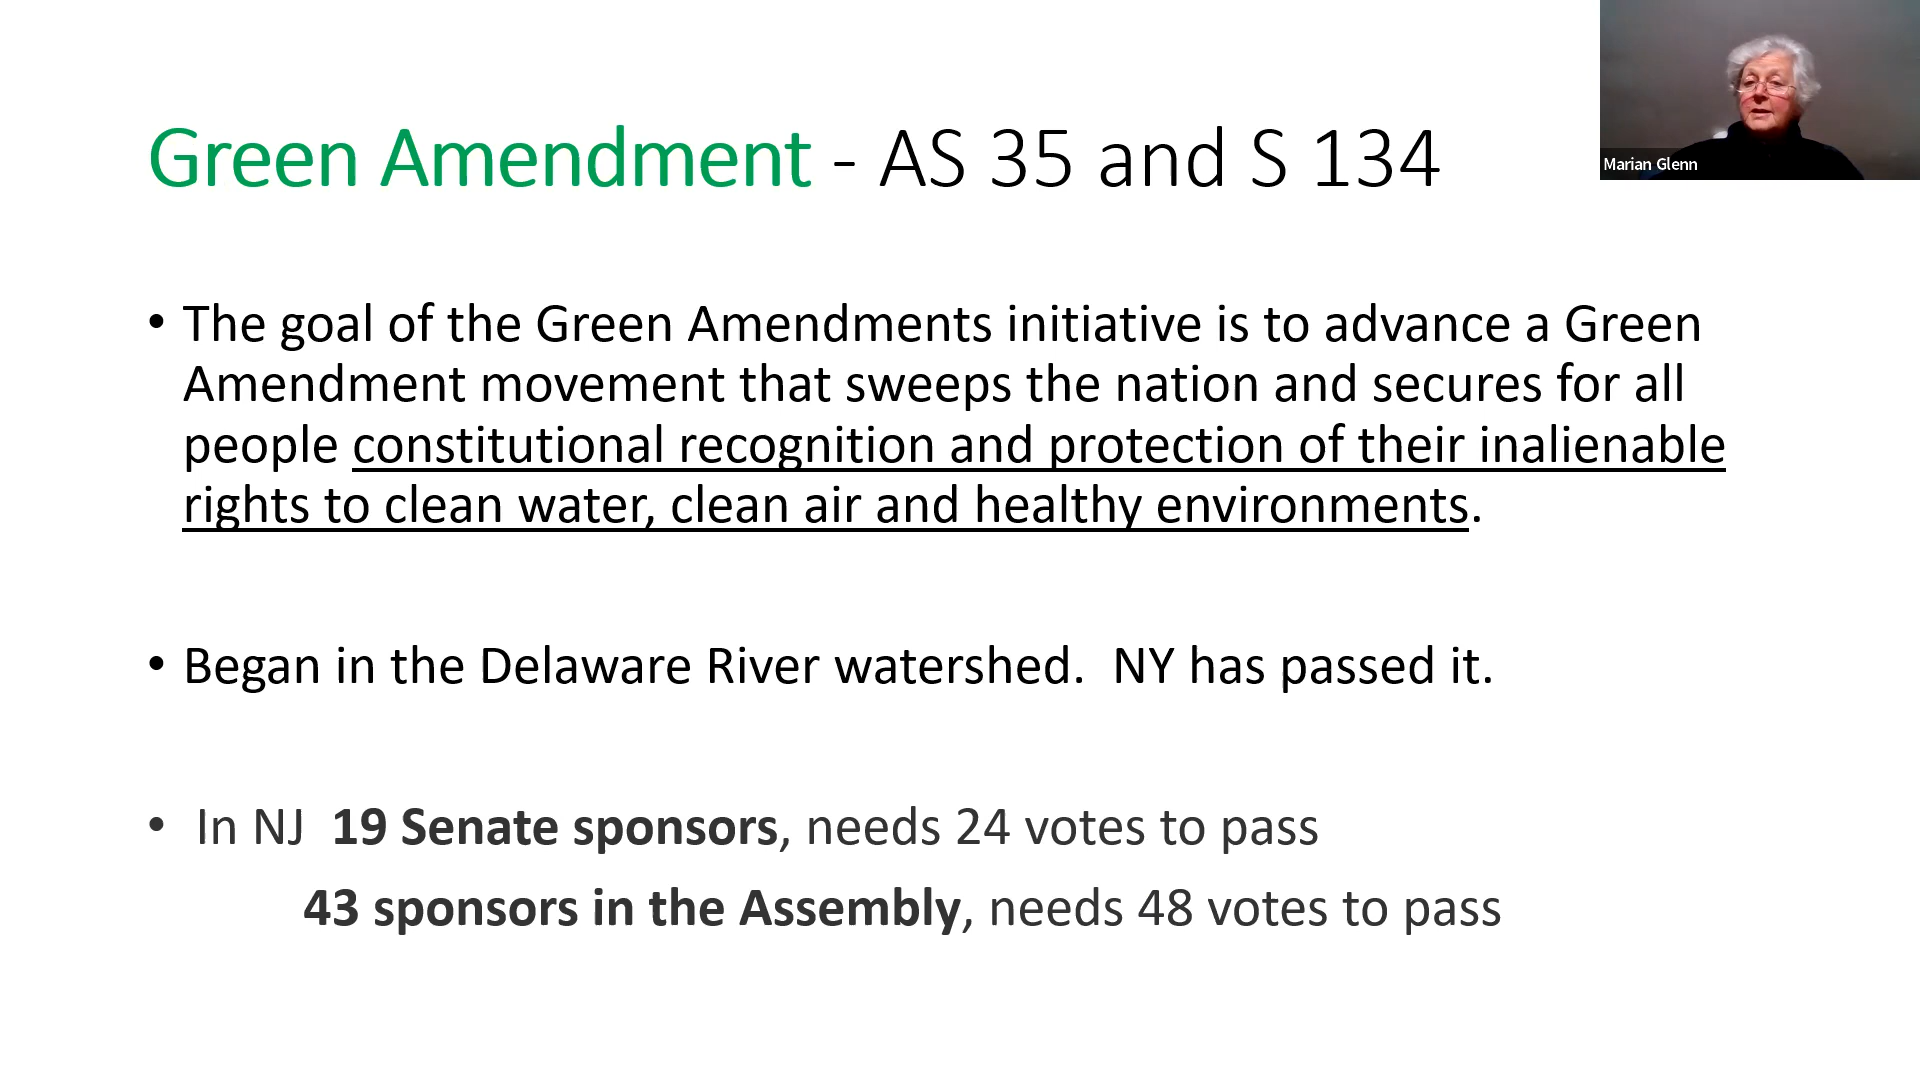 Green Amendment - AS 35 and S 134
Marian Glenn
• The goal of the Green Amendments initiative is to advance a Green
Amendment movement that sweeps the nation and secures for all
people constitutional recognition and protection of their inalienable
rights to clean water, clean air and healthy environments.
• Began in the Delaware River watershed.  NY has passed it.
• In NJ  19 Senate sponsors, needs 24 votes to pass
43 sponsors in the Assembly, needs 48 votes to pass